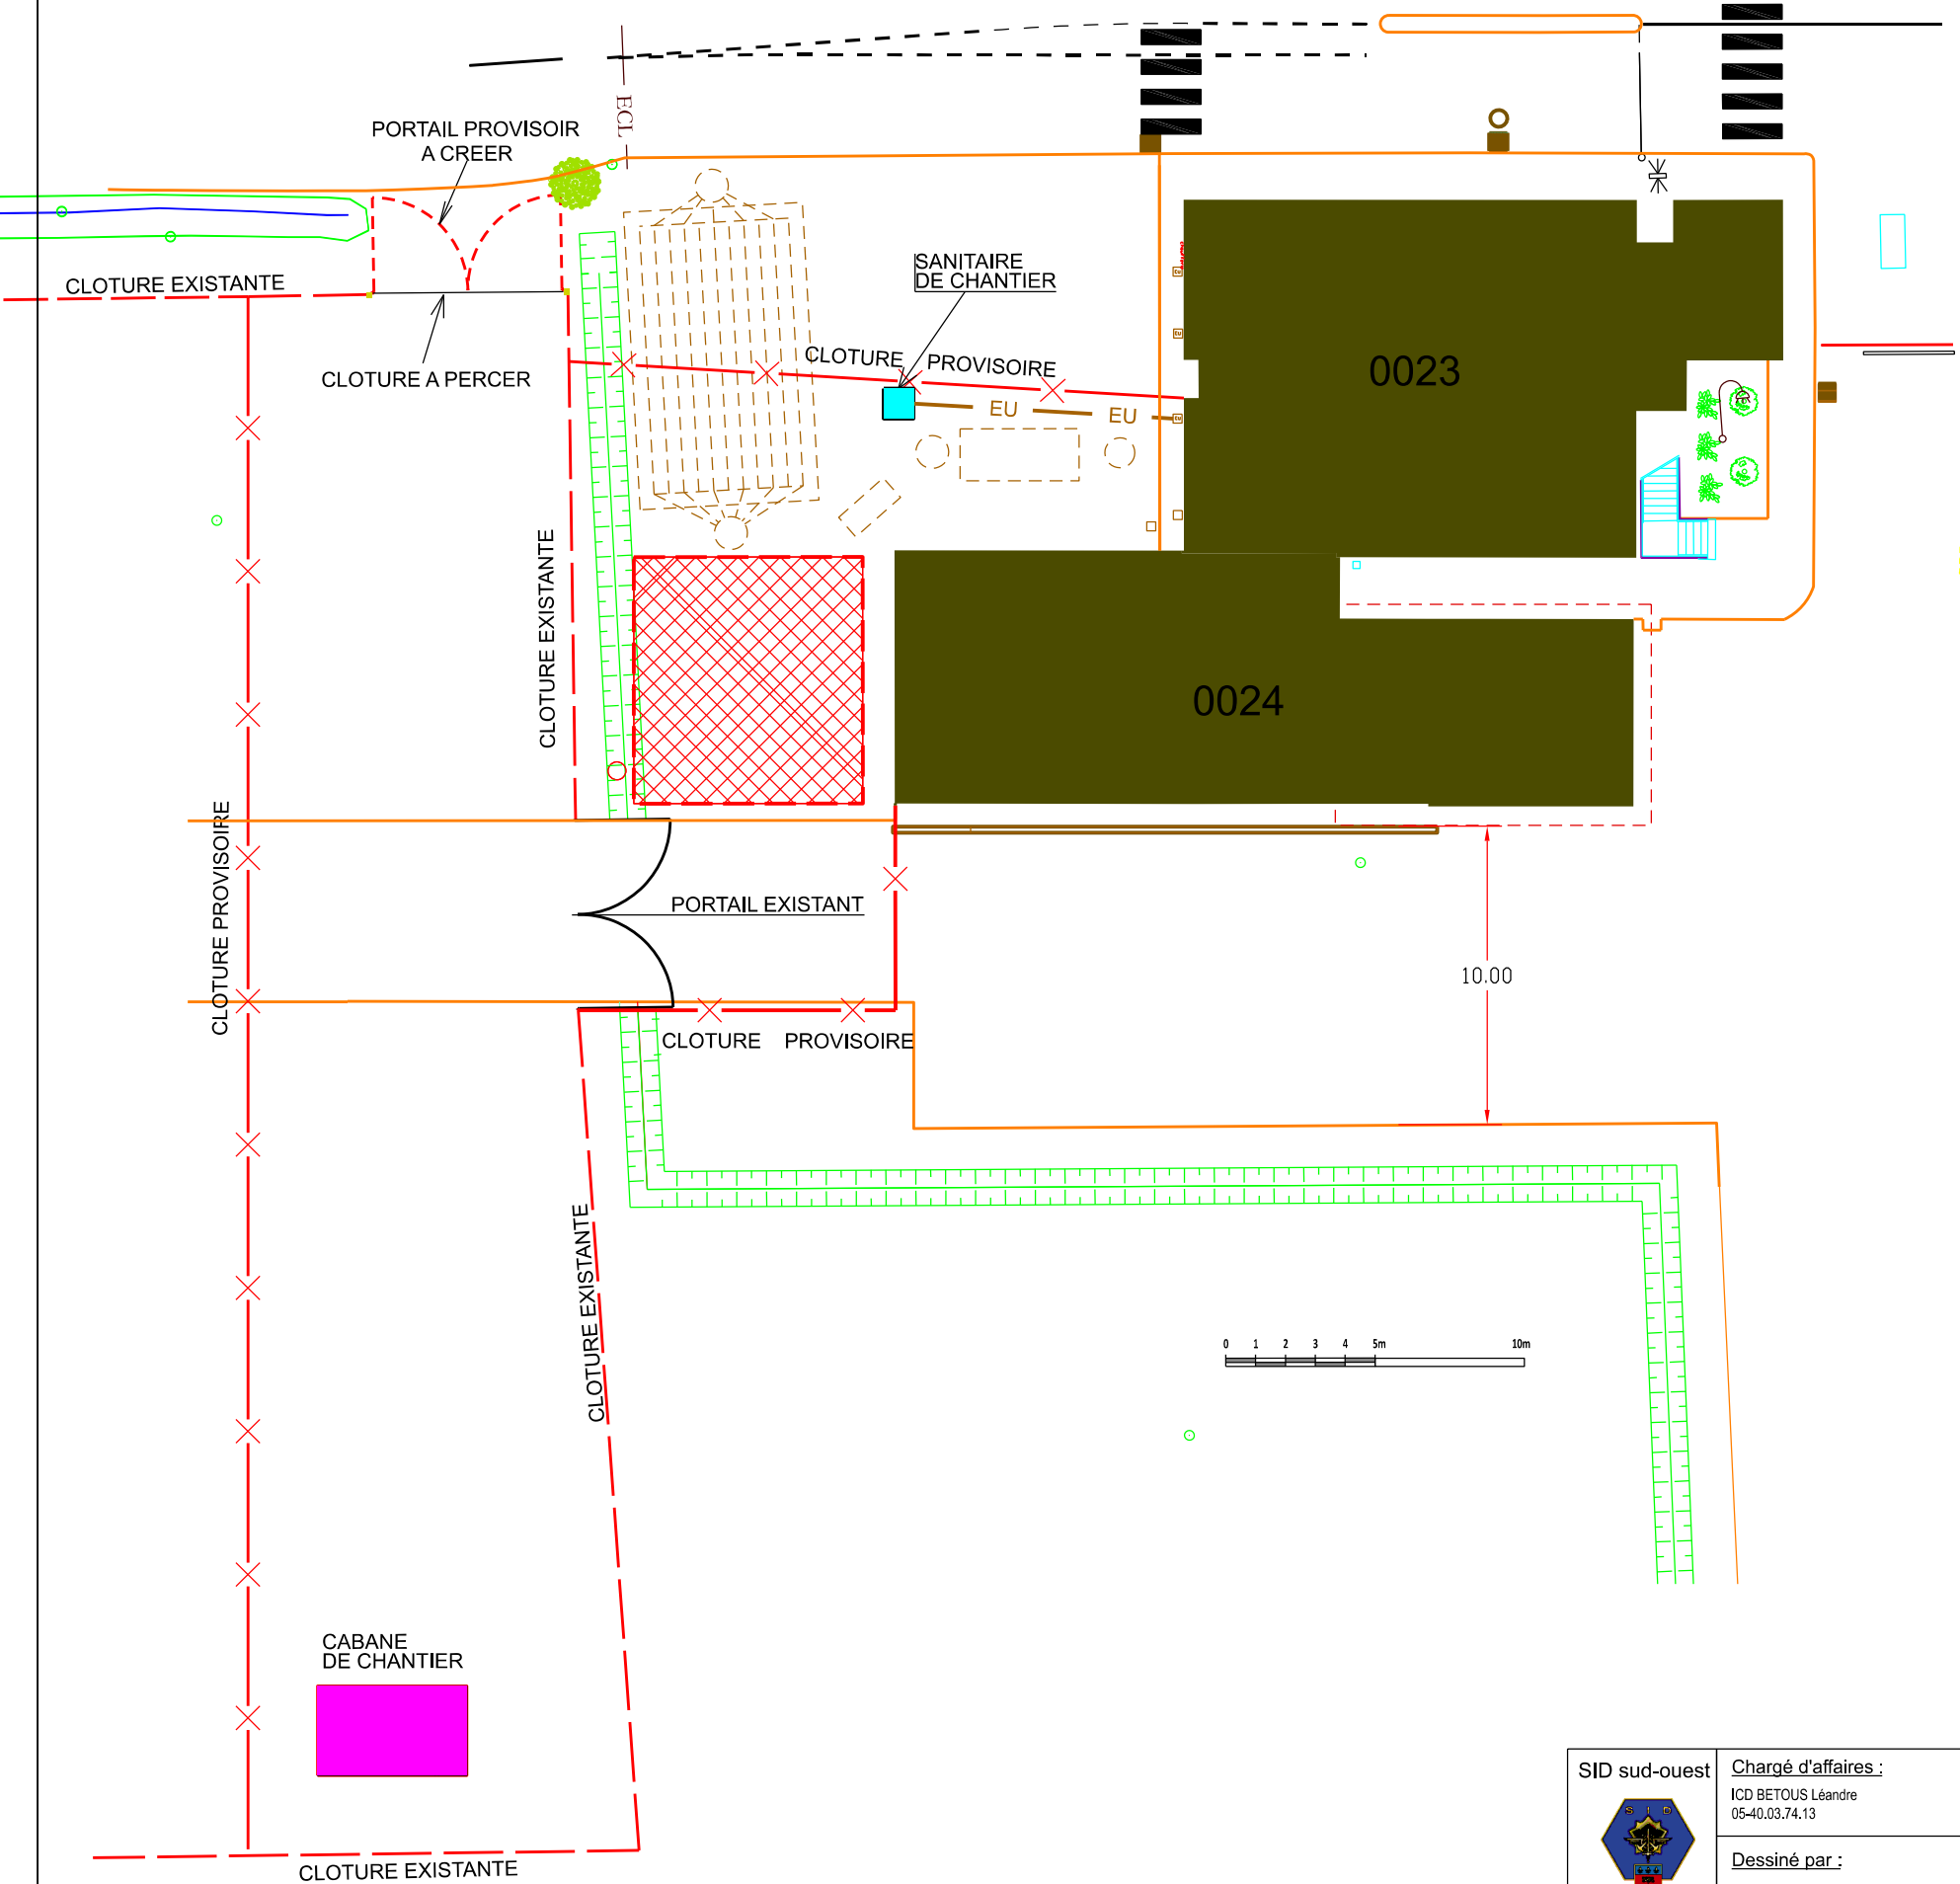 ECL
PORTAIL PROVISOIR
A CREER
CLOTURE EXISTANTE
SANITAIRE
DE CHANTIER
CLOTURE PROVISOIRE
CLOTURE A PERCER
EU EU
0023
CLOTURE EXISTANTE
0024
CLOTURE PROVISOIRE
PORTAIL EXISTANT
10.00
CLOTURE PROVISOIRE
CLOTURE EXISTANTE
0 1 2 3 4 5m 10m
CABANE
DE CHANTIER
CLOTURE EXISTANTE
SID sud-ouest
S I D
Chargé d'affaires :
ICD BETOUS Léandre
05-40.03.74.13
Dessiné par :